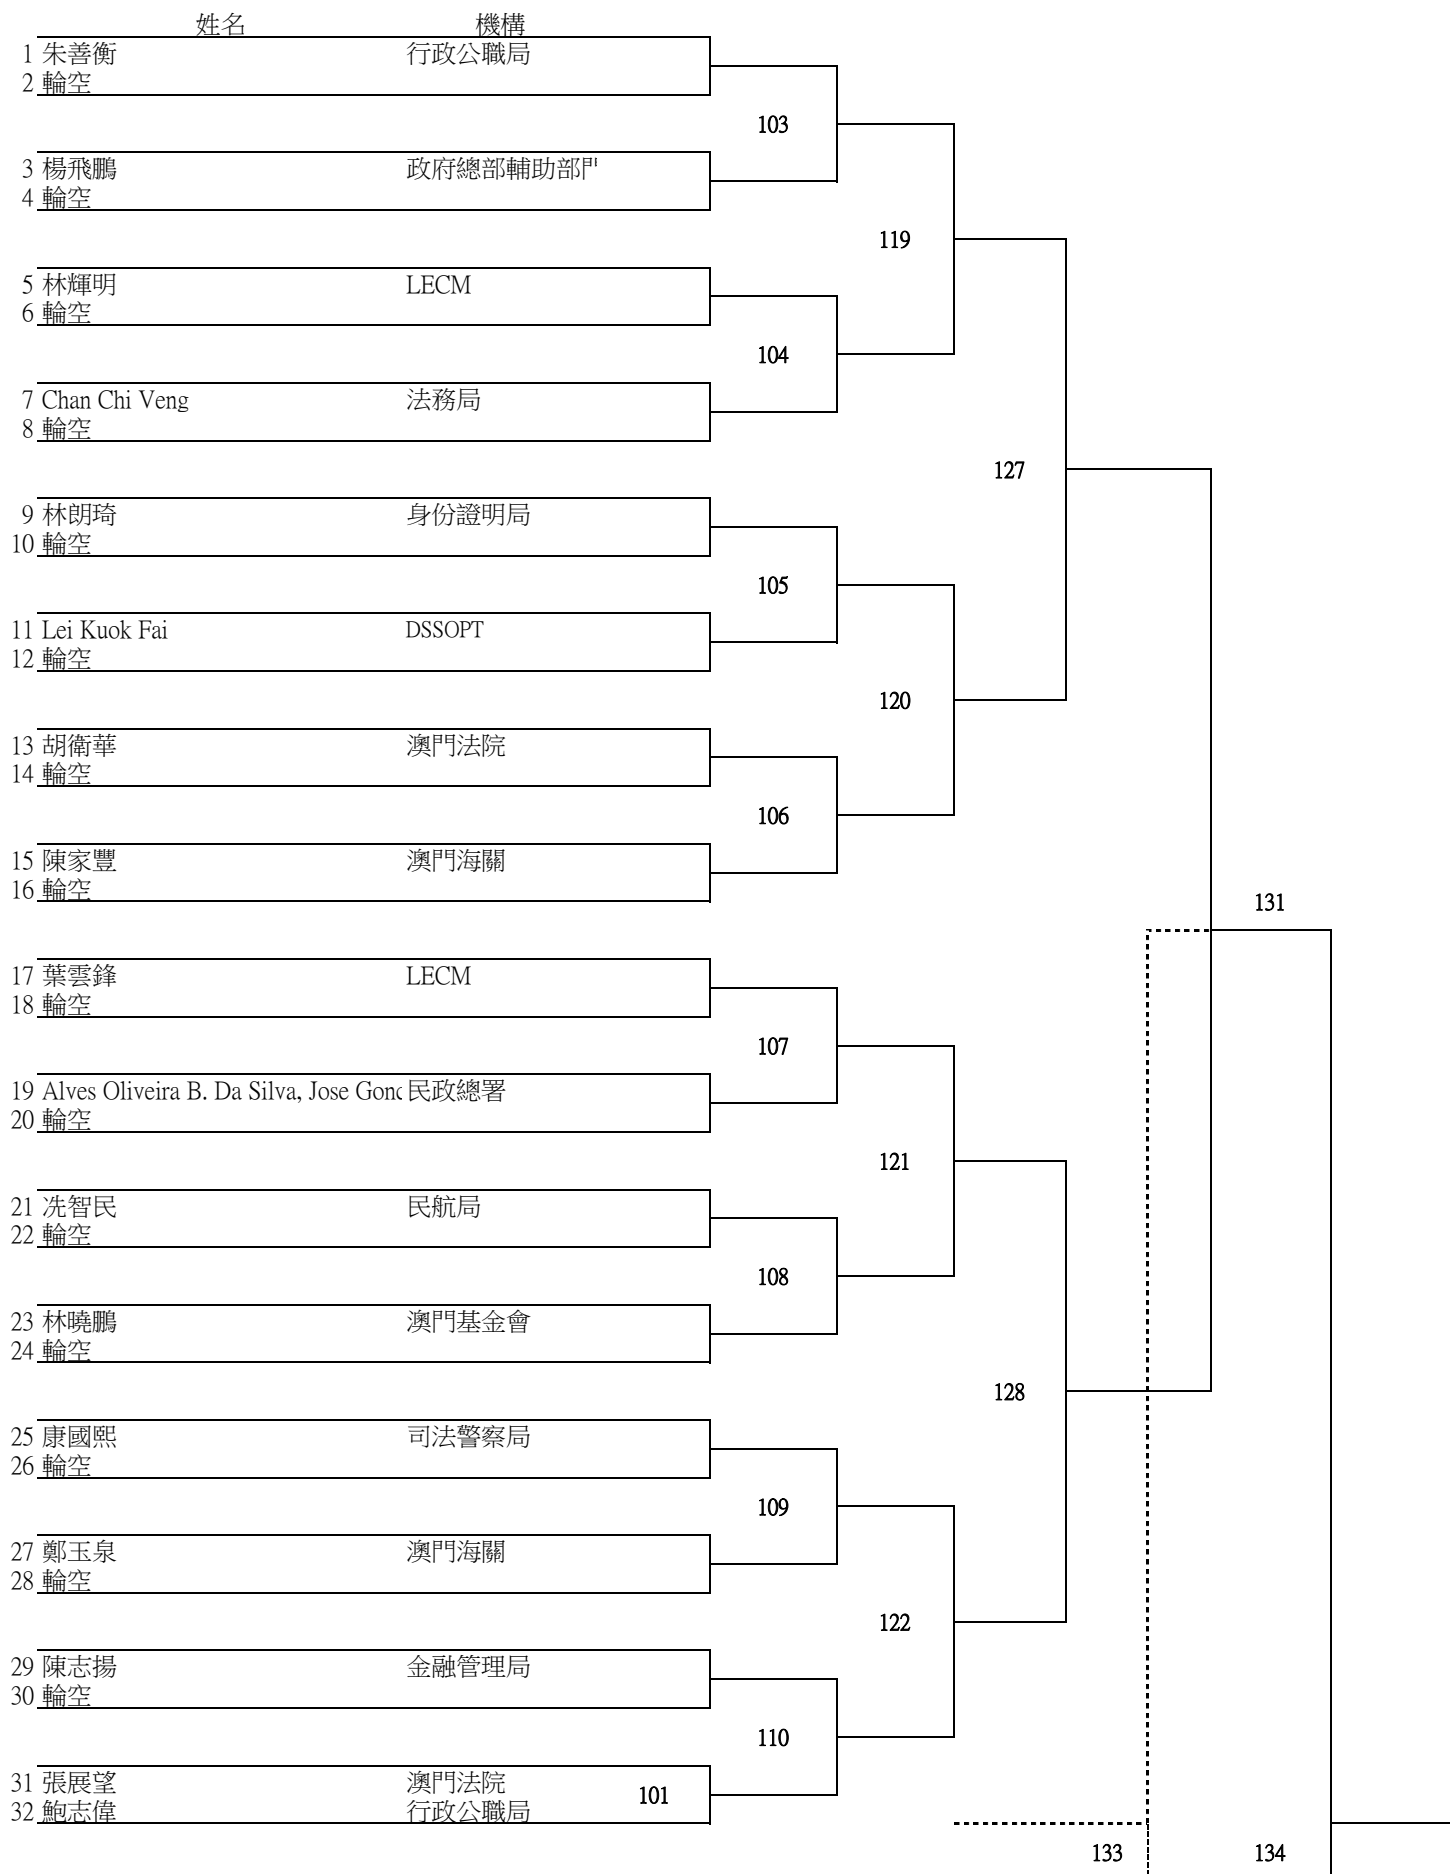 姓名 機構
1 朱善衡 行政公職局
2 輪空
103
3 楊飛鵬 政府總部輔助部門
4 輪空
119
5 林輝明 LECM
6 輪空
104
7 Chan Chi Veng 法務局
8 輪空
127
9 林朗琦 身份證明局
10 輪空
105
11 Lei Kuok Fai DSSOPT
12 輪空
120
13 胡衛華 澳門法院
14 輪空
106
15 陳家豐 澳門海關
16 輪空
131
17 葉雲鋒 LECM
18 輪空
107
19 Alves Oliveira B. Da Silva, Jose Gonc 民政總署
20 輪空
121
21 冼智民 民航局
22 輪空
108
23 林曉鵬 澳門基金會
24 輪空
128
25 康國熙 司法警察局
26 輪空
109
27 鄭玉泉 澳門海關
28 輪空
122
29 陳志揚 金融管理局
30 輪空
110
31 張展望 澳門法院 101
32 鮑志偉 行政公職局
133 134